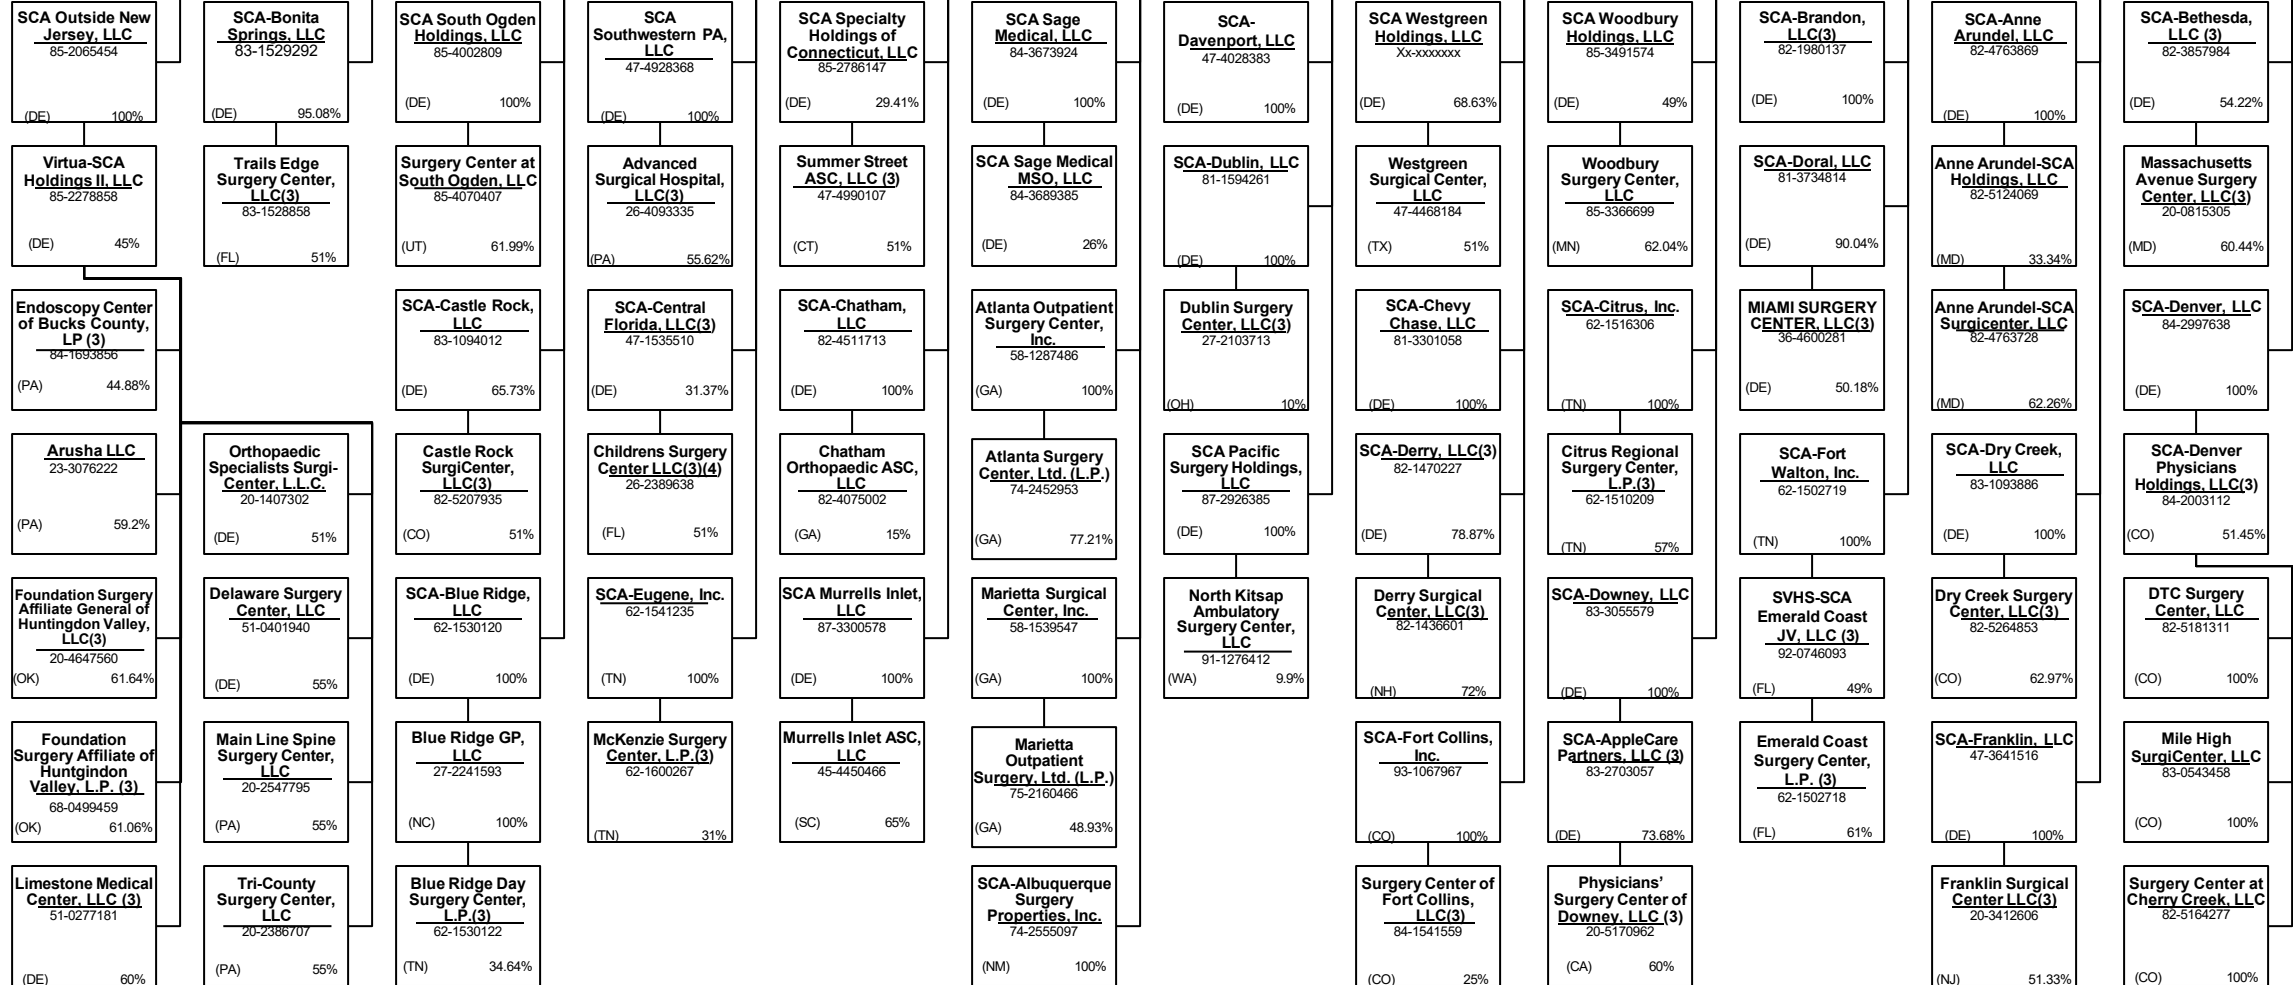 SCA Outside New
Jersey, LLC
85-2065454
(DE) 100%
SCA-Bonita
Springs, LLC
83-1529292
(DE) 95.08%
SCA South Ogden
Holdings, LLC
85-4002809
(DE) 100%
SCA
Southwestern PA,
LLC
47-4928368
(DE) 100%
SCA Specialty
Holdings of
Connecticut, LLC
85-2786147
(DE) 29.41%
SCA Sage
Medical, LLC
84-3673924
(DE) 100%
SCA-
Davenport, LLC
47-4028383
(DE) 100%
SCA Westgreen
Holdings, LLC
Xx-xxxxxxx
(DE) 68.63%
SCA Woodbury
Holdings, LLC
85-3491574
(DE) 49%
SCA-Brandon,
LLC(3)
82-1980137
(DE) 100%
SCA-Anne
Arundel, LLC
82-4763869
(DE) 100%
SCA-Bethesda,
LLC (3)
82-3857984
(DE) 54.22%
Virtua-SCA
Holdings II, LLC
85-2278858
(DE) 45%
Trails Edge
Surgery Center,
LLC(3)
83-1528858
(FL) 51%
Surgery Center at
South Ogden, LLC
85-4070407
(UT) 61.99%
Advanced
Surgical Hospital,
LLC(3)
26-4093335
(PA) 55.62%
Summer Street
ASC, LLC (3)
47-4990107
(CT) 51%
SCA Sage Medical
MSO, LLC
84-3689385
(DE) 26%
SCA-Dublin, LLC
81-1594261
(DE) 100%
Westgreen
Surgical Center,
LLC
47-4468184
(TX) 51%
Woodbury
Surgery Center,
LLC
85-3366699
(MN) 62.04%
SCA-Doral, LLC
81-3734814
(DE) 90.04%
Anne Arundel-SCA
Holdings, LLC
82-5124069
(MD) 33.34%
Massachusetts
Avenue Surgery
Center, LLC(3)
20-0815305
(MD) 60.44%
Endoscopy Center
of Bucks County,
LP (3)
84-1693856
(PA) 44.88%
SCA-Castle Rock,
LLC
83-1094012
(DE) 65.73%
SCA-Central
Florida, LLC(3)
47-1535510
(DE) 31.37%
SCA-Chatham,
LLC
82-4511713
(DE) 100%
Atlanta Outpatient
Surgery Center,
Inc.
58-1287486
(GA) 100%
Dublin Surgery
Center, LLC(3)
27-2103713
(OH) 10%
SCA-Chevy
Chase, LLC
81-3301058
(DE) 100%
SCA-Citrus, Inc.
62-1516306
(TN) 100%
MIAMI SURGERY
CENTER, LLC(3)
36-4600281
(DE) 50.18%
Anne Arundel-SCA
Surgicenter, LLC
82-4763728
(MD) 62.26%
SCA-Denver, LLC
84-2997638
(DE) 100%
Arusha LLC
23-3076222
(PA) 59.2%
Orthopaedic
Specialists Surgi-
Center, L.L.C.
20-1407302
(DE) 51%
Castle Rock
SurgiCenter,
LLC(3)
82-5207935
(CO) 51%
Childrens Surgery
Center LLC(3)(4)
26-2389638
(FL) 51%
Chatham
Orthopaedic ASC,
LLC
82-4075002
(GA) 15%
Atlanta Surgery
Center, Ltd. (L.P.)
74-2452953
(GA) 77.21%
SCA Pacific
Surgery Holdings,
LLC
87-2926385
(DE) 100%
SCA-Derry, LLC(3)
82-1470227
(DE) 78.87%
Citrus Regional
Surgery Center,
L.P.(3)
62-1510209
(TN) 57%
SCA-Fort
Walton, Inc.
62-1502719
(TN) 100%
SCA-Dry Creek,
LLC
83-1093886
(DE) 100%
SCA-Denver
Physicians
Holdings, LLC(3)
84-2003112
(CO) 51.45%
Foundation Surgery
Affiliate General of
Huntingdon Valley,
LLC(3)
20-4647560
(OK) 61.64%
Delaware Surgery
Center, LLC
51-0401940
(DE) 55%
SCA-Blue Ridge,
LLC
62-1530120
(DE) 100%
SCA-Eugene, Inc.
62-1541235
(TN) 100%
SCA Murrells Inlet,
LLC
87-3300578
(DE) 100%
Marietta Surgical
Center, Inc.
58-1539547
(GA) 100%
North Kitsap
Ambulatory
Surgery Center,
LLC
91-1276412
(WA) 9.9%
Derry Surgical
Center, LLC(3)
82-1436601
(NH) 72%
SCA-Downey, LLC
83-3055579
(DE) 100%
SVHS-SCA
Emerald Coast
JV, LLC (3)
92-0746093
(FL) 49%
Dry Creek Surgery
Center, LLC(3)
82-5264853
(CO) 62.97%
DTC Surgery
Center, LLC
82-5181311
(CO) 100%
Foundation
Surgery Affiliate of
Huntgindon
Valley, L.P. (3)
68-0499459
(OK) 61.06%
Main Line Spine
Surgery Center,
LLC
20-2547795
(PA) 55%
Blue Ridge GP,
LLC
27-2241593
(NC) 100%
McKenzie Surgery
Center, L.P.(3)
62-1600267
(TN) 31%
Murrells Inlet ASC,
LLC
45-4450466
(SC) 65%
Marietta
Outpatient
Surgery, Ltd. (L.P.)
75-2160466
(GA) 48.93%
SCA-Fort Collins,
Inc.
93-1067967
(CO) 100%
SCA-AppleCare
Partners, LLC (3)
83-2703057
(DE) 73.68%
Emerald Coast
Surgery Center,
L.P. (3)
62-1502718
(FL) 61%
SCA-Franklin, LLC
47-3641516
(DE) 100%
Mile High
SurgiCenter, LLC
83-0543458
(CO) 100%
Limestone Medical
Center, LLC (3)
51-0277181
(DE) 60%
Tri-County
Surgery Center,
LLC
20-2386707
(PA) 55%
Blue Ridge Day
Surgery Center,
L.P.(3)
62-1530122
(TN) 34.64%
SCA-Albuquerque
Surgery
Properties, Inc.
74-2555097
(NM) 100%
Surgery Center of
Fort Collins,
LLC(3)
84-1541559
(CO) 25%
Physicians'
Surgery Center of
Downey, LLC (3)
20-5170962
(CA) 60%
Franklin Surgical
Center LLC(3)
20-3412606
(NJ) 51.33%
Surgery Center at
Cherry Creek, LLC
82-5164277
(CO) 100%